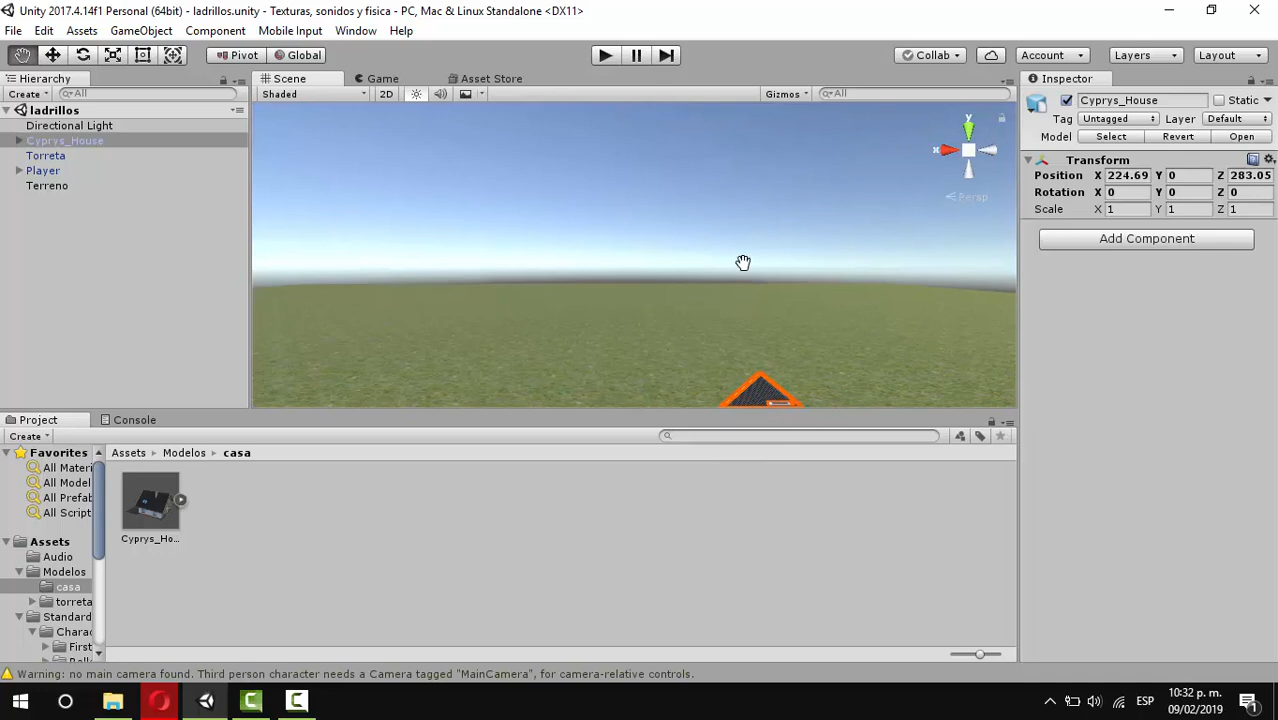 Unity 2017.4.14f1 Personal (64bit) - ladrillos.unity - Texturas, sonidos y fisica - PC, Mac & Linux Standalone <DX11>
File Edit Assets GameObject Component Mobile Input Window Help
Pivot Global Collab Account Layers Layout
Hierarchy Scene Game Asset Store Inspector
Create All Shaded 2D Gizmos All
Cyprys_House Static
ladrillos
Directional Light
Cyprys_House
Torreta
Player
Terreno
y
x
Persp
Tag Untagged Layer Default
Model Select Revert Open
Transform
Position X 224.69 Y 0 Z 283.05
Rotation X 0 Y 0 Z 0
Scale X 1 Y 1 Z 1
Add Component
Project Console
Create
Favorites
All Materi
All Model
All Prefab
All Script
Assets
Audio
Modelos
casa
torreta
Standard
Charac
First
Assets Modelos casa
Cyprys_Ho...
Warning: no main camera found. Third person character needs a Camera tagged "MainCamera", for camera-relative controls.
ESP
10:32 p. m.
09/02/2019
1